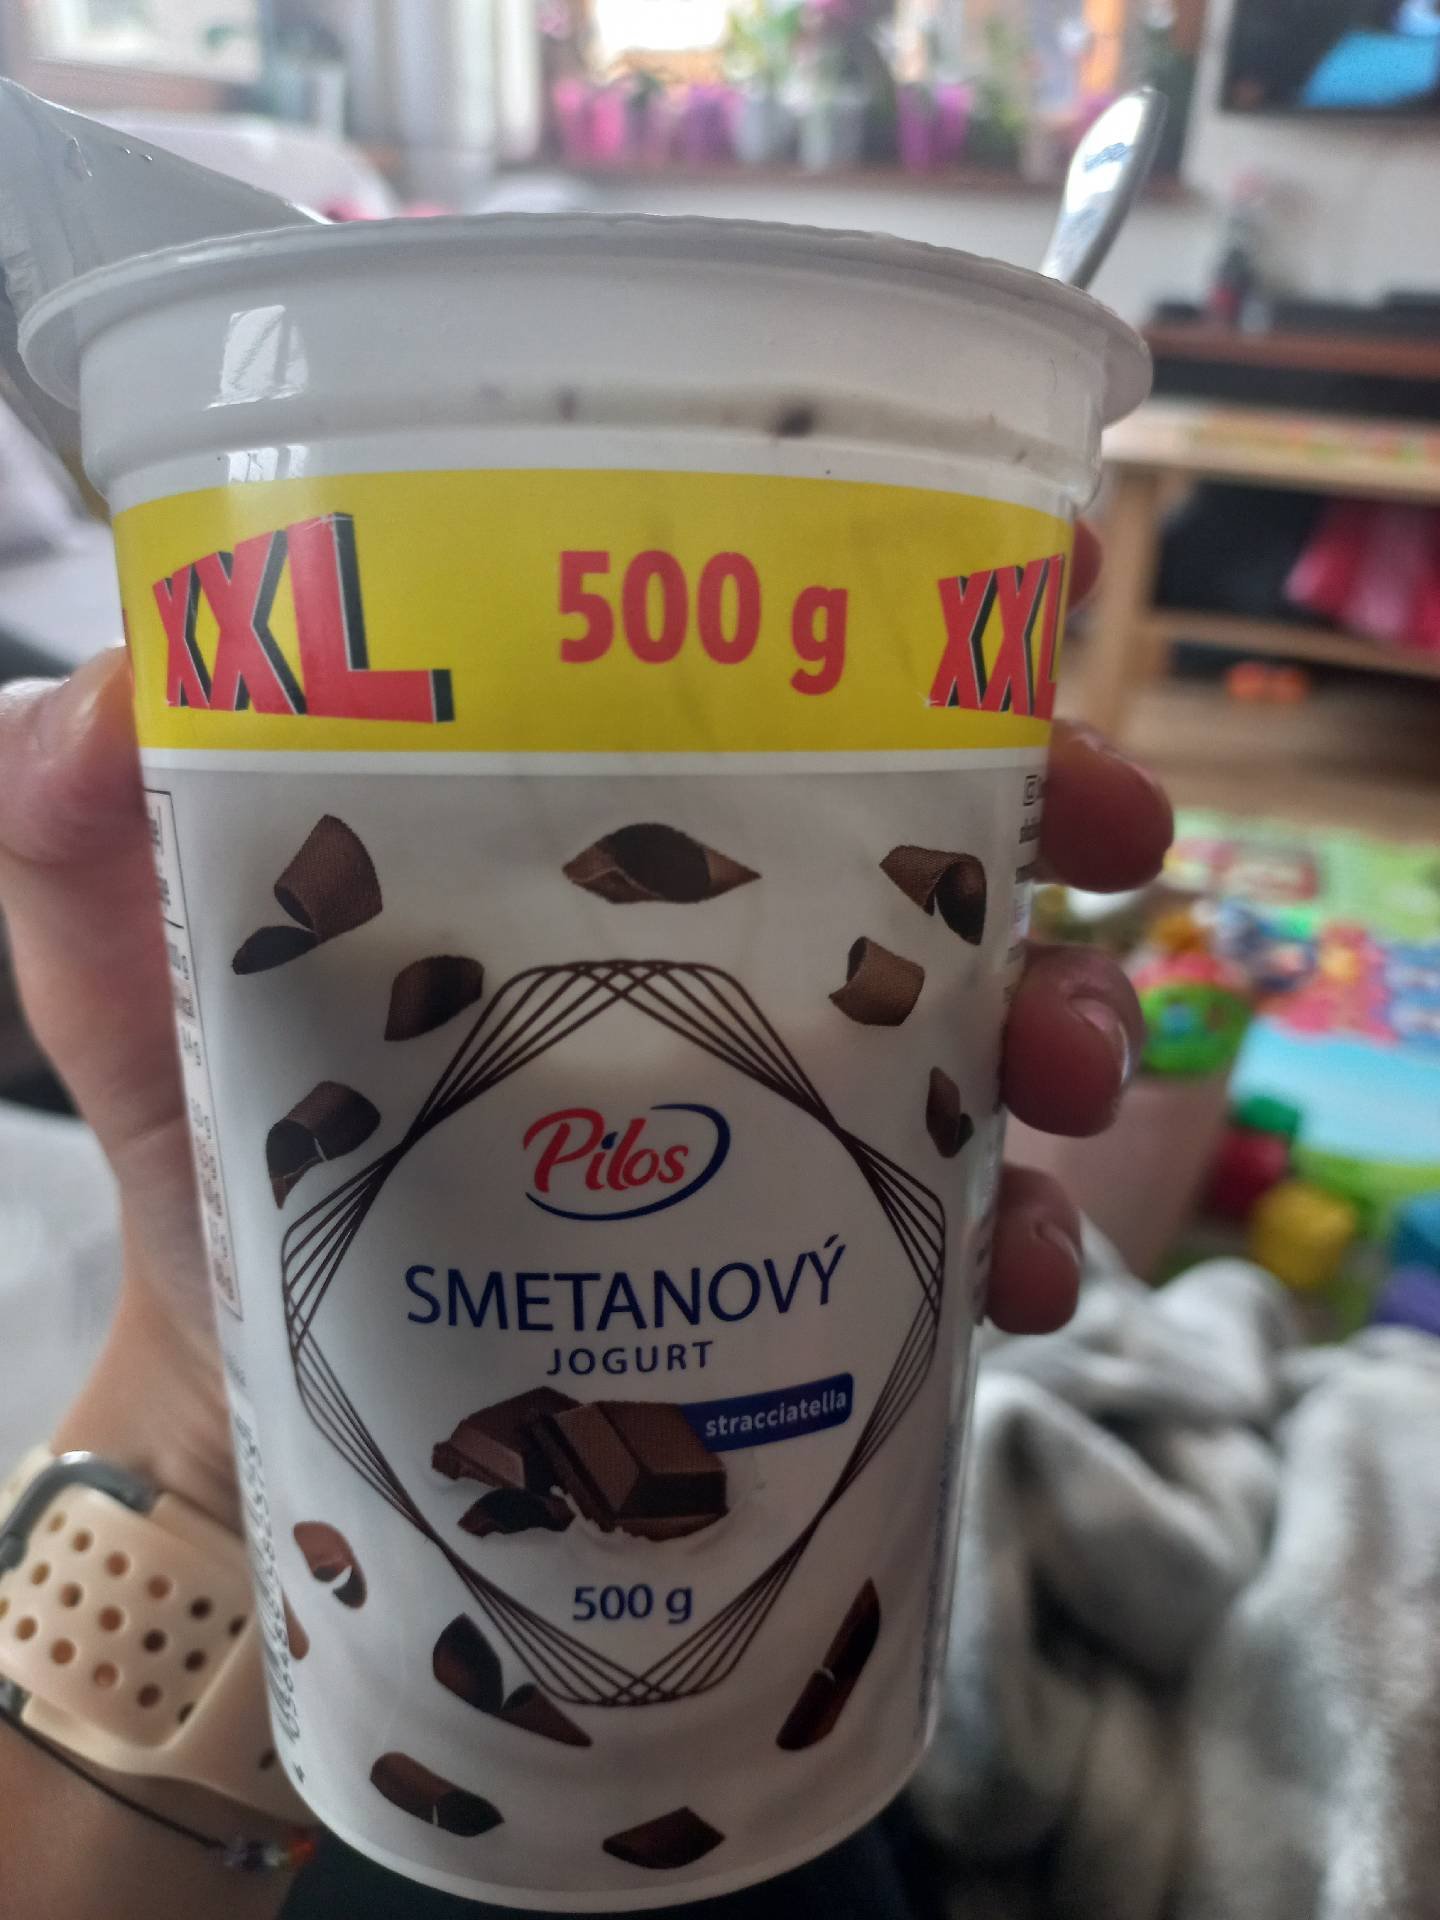 XXL 500 g XXL
Pilos
SMETANOVÝ
JOGURT
stracciatella
500 g